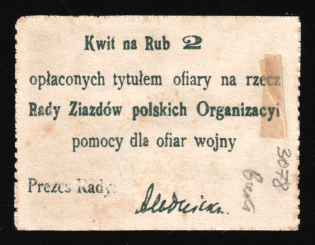 Kwit na Rub 2
opłaconych tytułem ofiary na rzecz
Rady Ziazdów polskich Organizacyi
pomocy dla ofiar wojny
Prezes Rady:
3078